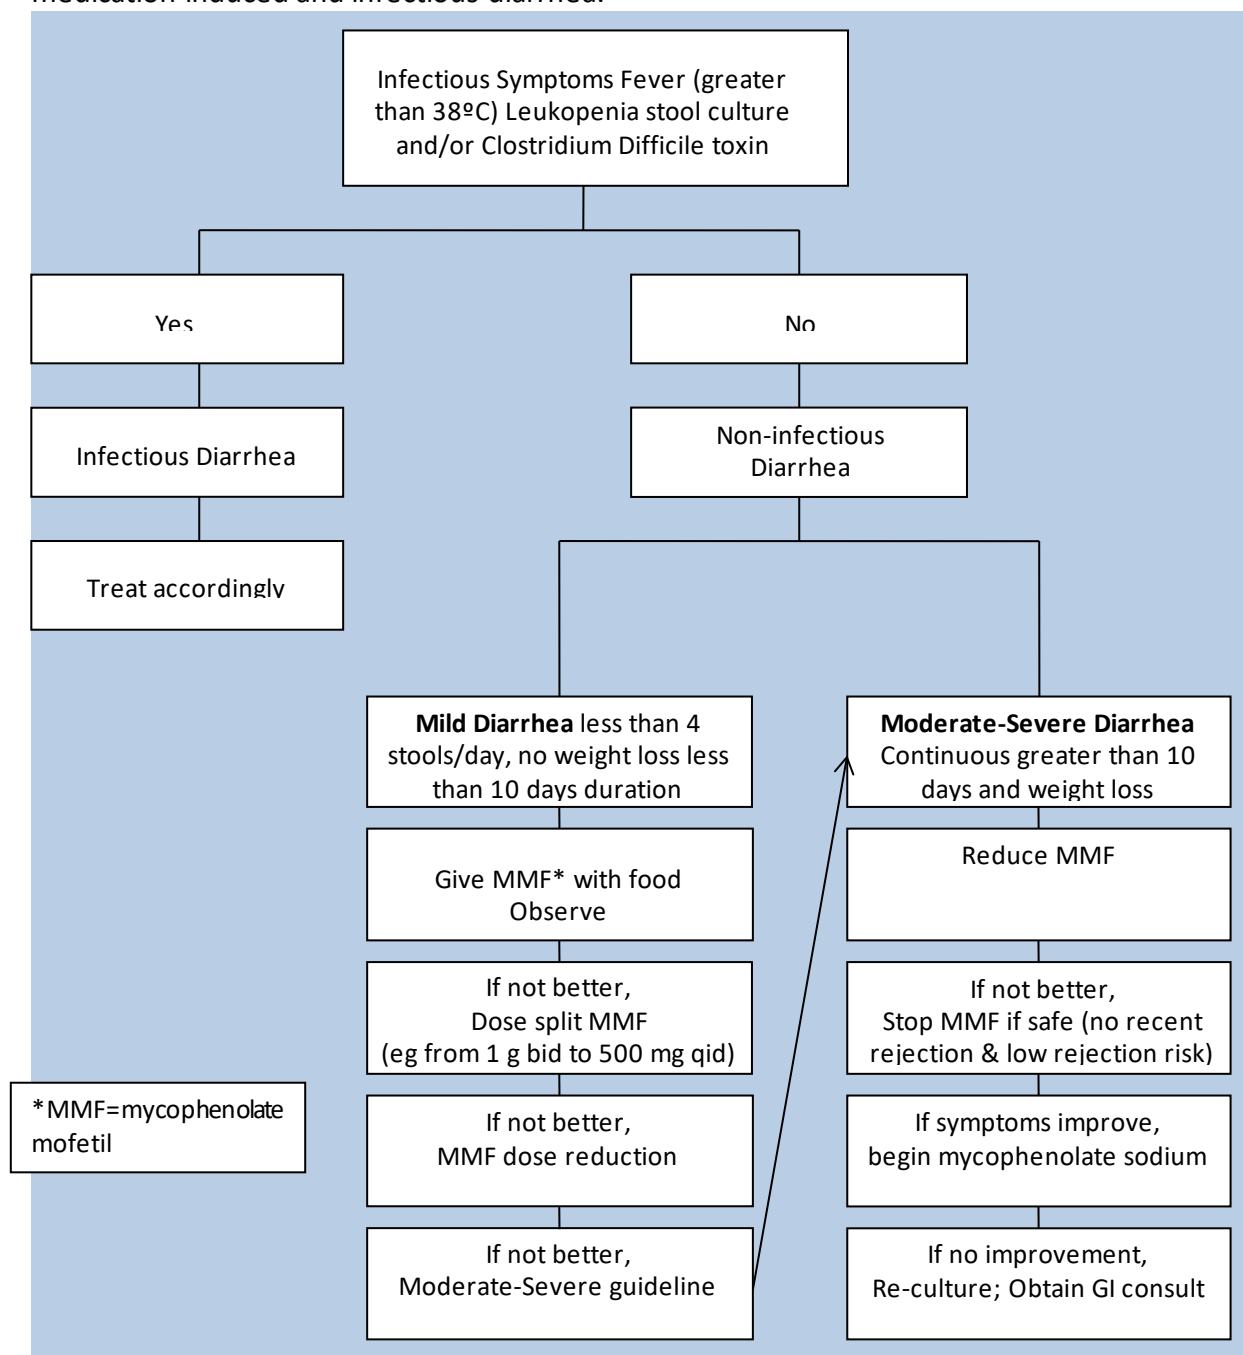 medication-induced and infectious diarrhea.
Infectious Symptoms Fever (greater
than 38ºC) Leukopenia stool culture
and/or Clostridium Difficile toxin
Yes
No
Infectious Diarrhea
Non-infectious
Diarrhea
Treat accordingly
Mild Diarrhea less than 4
stools/day, no weight loss less
than 10 days duration
Moderate-Severe Diarrhea
Continuous greater than 10
days and weight loss
Give MMF* with food
Observe
Reduce MMF
If not better,
Dose split MMF
(eg from 1 g bid to 500 mg qid)
If not better,
Stop MMF if safe (no recent
rejection & low rejection risk)
*MMF=mycophenolate
mofetil
If not better,
MMF dose reduction
If symptoms improve,
begin mycophenolate sodium
If not better,
Moderate-Severe guideline
If no improvement,
Re-culture; Obtain GI consult